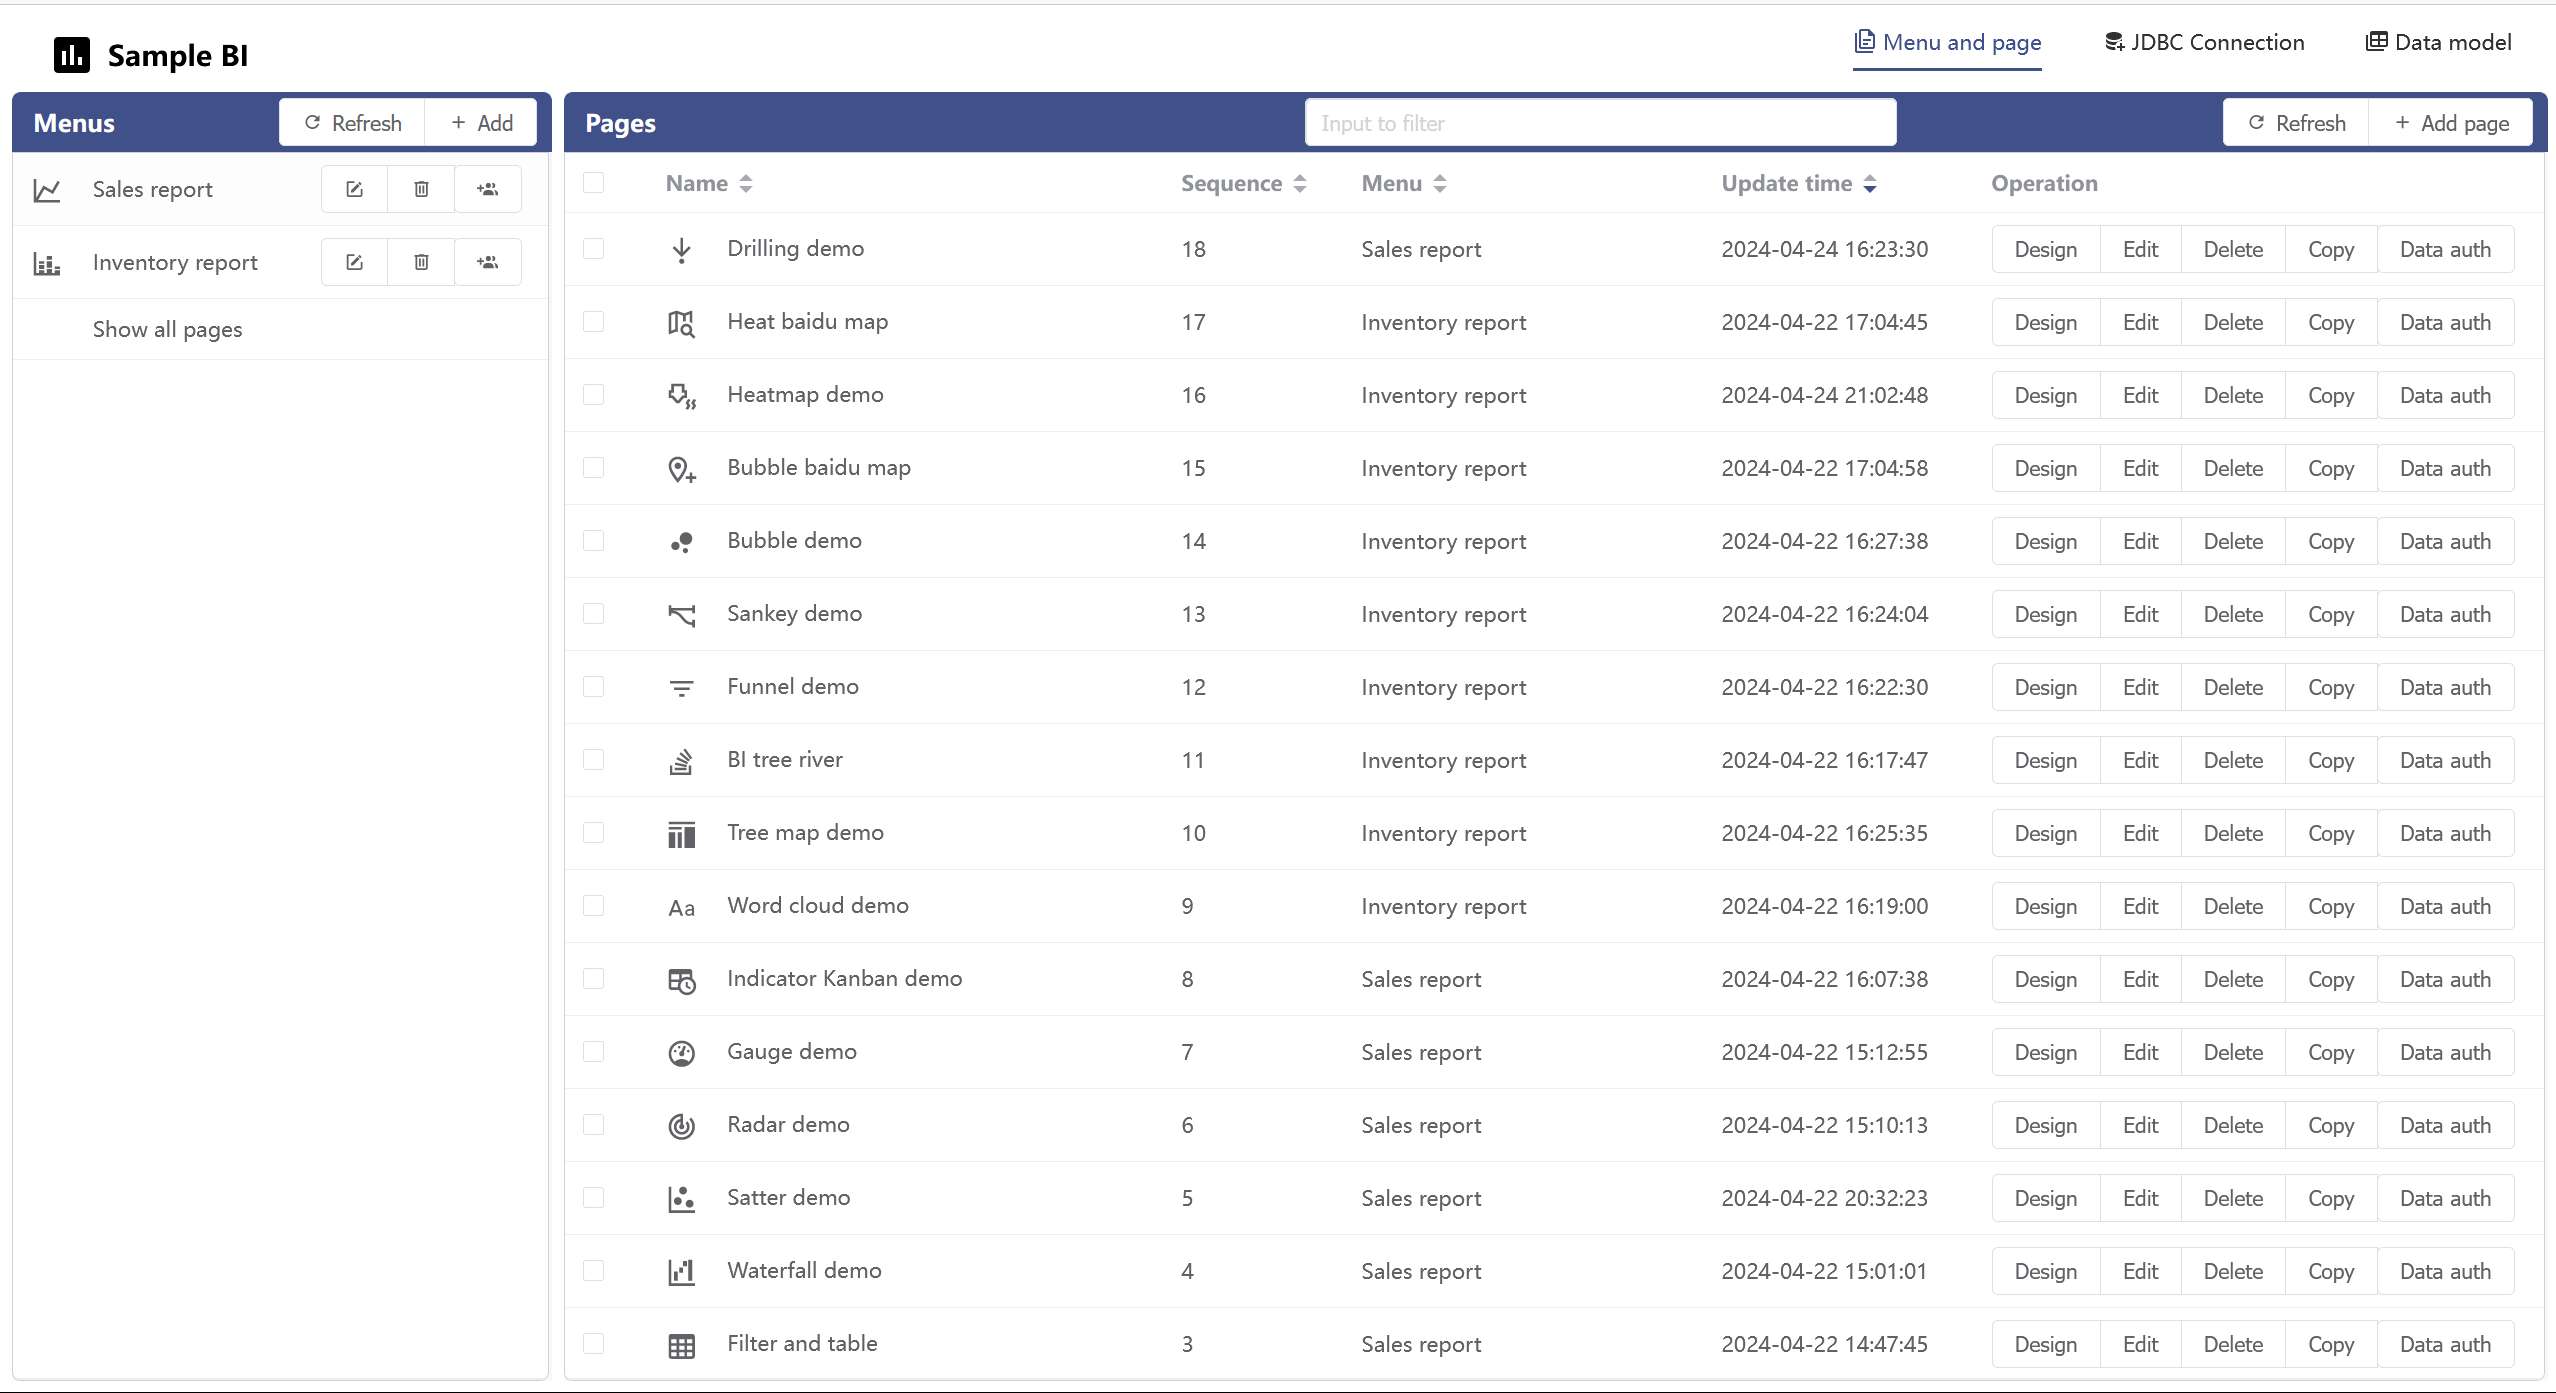 Sample BI
Menu and page JDBC Connection Data model
Menus Refresh Add
Pages Input to filter Refresh Add page
Sales report
Inventory report
Show all pages
Name Sequence Menu Update time Operation
Drilling demo 18 Sales report 2024-04-24 16:23:30 Design Edit Delete Copy Data auth
Heat baidu map 17 Inventory report 2024-04-22 17:04:45 Design Edit Delete Copy Data auth
Heatmap demo 16 Inventory report 2024-04-24 21:02:48 Design Edit Delete Copy Data auth
Bubble baidu map 15 Inventory report 2024-04-22 17:04:58 Design Edit Delete Copy Data auth
Bubble demo 14 Inventory report 2024-04-22 16:27:38 Design Edit Delete Copy Data auth
Sankey demo 13 Inventory report 2024-04-22 16:24:04 Design Edit Delete Copy Data auth
Funnel demo 12 Inventory report 2024-04-22 16:22:30 Design Edit Delete Copy Data auth
BI tree river 11 Inventory report 2024-04-22 16:17:47 Design Edit Delete Copy Data auth
Tree map demo 10 Inventory report 2024-04-22 16:25:35 Design Edit Delete Copy Data auth
Aa Word cloud demo 9 Inventory report 2024-04-22 16:19:00 Design Edit Delete Copy Data auth
Indicator Kanban demo 8 Sales report 2024-04-22 16:07:38 Design Edit Delete Copy Data auth
Gauge demo 7 Sales report 2024-04-22 15:12:55 Design Edit Delete Copy Data auth
Radar demo 6 Sales report 2024-04-22 15:10:13 Design Edit Delete Copy Data auth
Satter demo 5 Sales report 2024-04-22 20:32:23 Design Edit Delete Copy Data auth
Waterfall demo 4 Sales report 2024-04-22 15:01:01 Design Edit Delete Copy Data auth
Filter and table 3 Sales report 2024-04-22 14:47:45 Design Edit Delete Copy Data auth